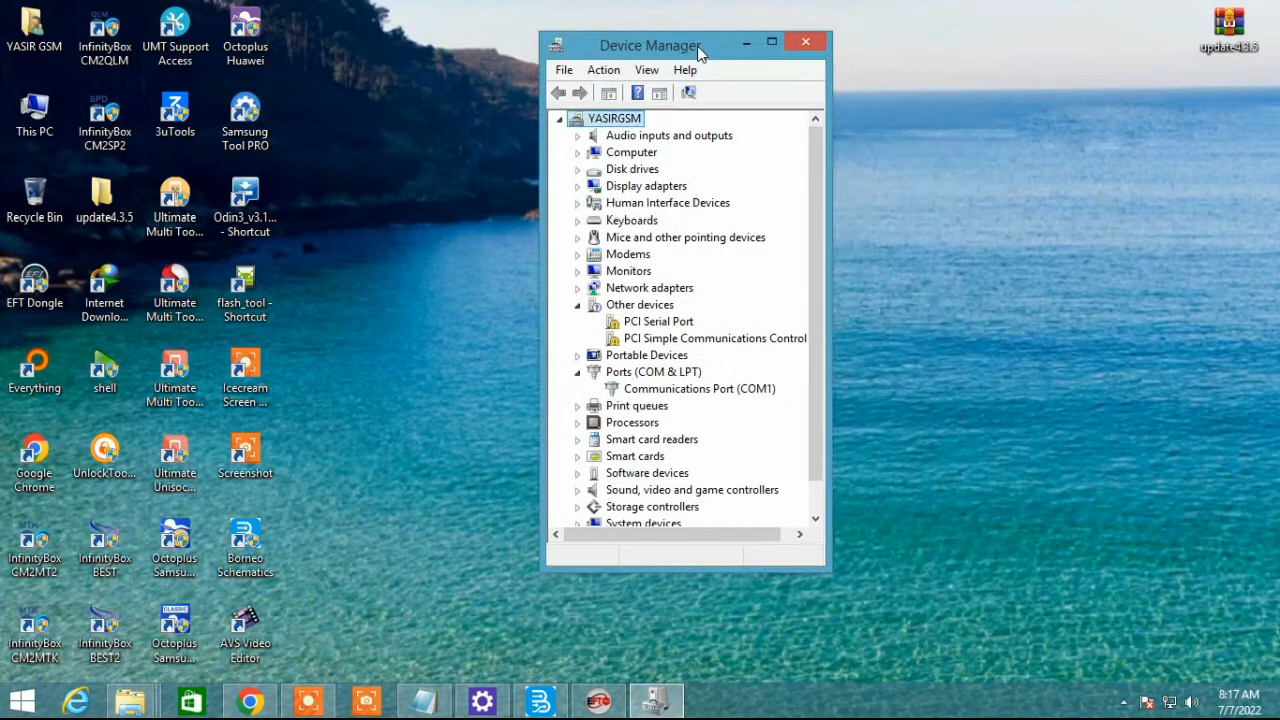 YASIR GSM
InfinityBox
CM2QLM
UMT Support
Access
Octoplus
Huawei
This PC
InfinityBox
CM2SP2
3uTools
Samsung
Tool PRO
Recycle Bin
update4.3.5
Ultimate
Multi Too...
Odin3_v3.1...
- Shortcut
EFT Dongle
Internet
Downlo...
Ultimate
Multi Too...
flash_tool -
Shortcut
Everything
shell
Ultimate
Multi Too...
Icecream
Screen ...
Google
Chrome
UnlockToo...
Ultimate
Unisoc...
Screenshot
InfinityBox
CM2MT2
InfinityBox
BEST
Octoplus
Samsu...
Borneo
Schematics
InfinityBox
CM2MTK
InfinityBox
BEST2
Octoplus
Samsu...
AVS Video
Editor
QLM
SPD
EFT
MTK
MTK
CLASSIC
update4.3.5
Device Manager
File Action View Help
YASIRGSM
Audio inputs and outputs
Computer
Disk drives
Display adapters
Human Interface Devices
Keyboards
Mice and other pointing devices
Modems
Monitors
Network adapters
Other devices
PCI Serial Port
PCI Simple Communications Control
Portable Devices
Ports (COM & LPT)
Communications Port (COM1)
Print queues
Processors
Smart card readers
Smart cards
Software devices
Sound, video and game controllers
Storage controllers
System devices
EFT
8:17 AM
7/7/2022